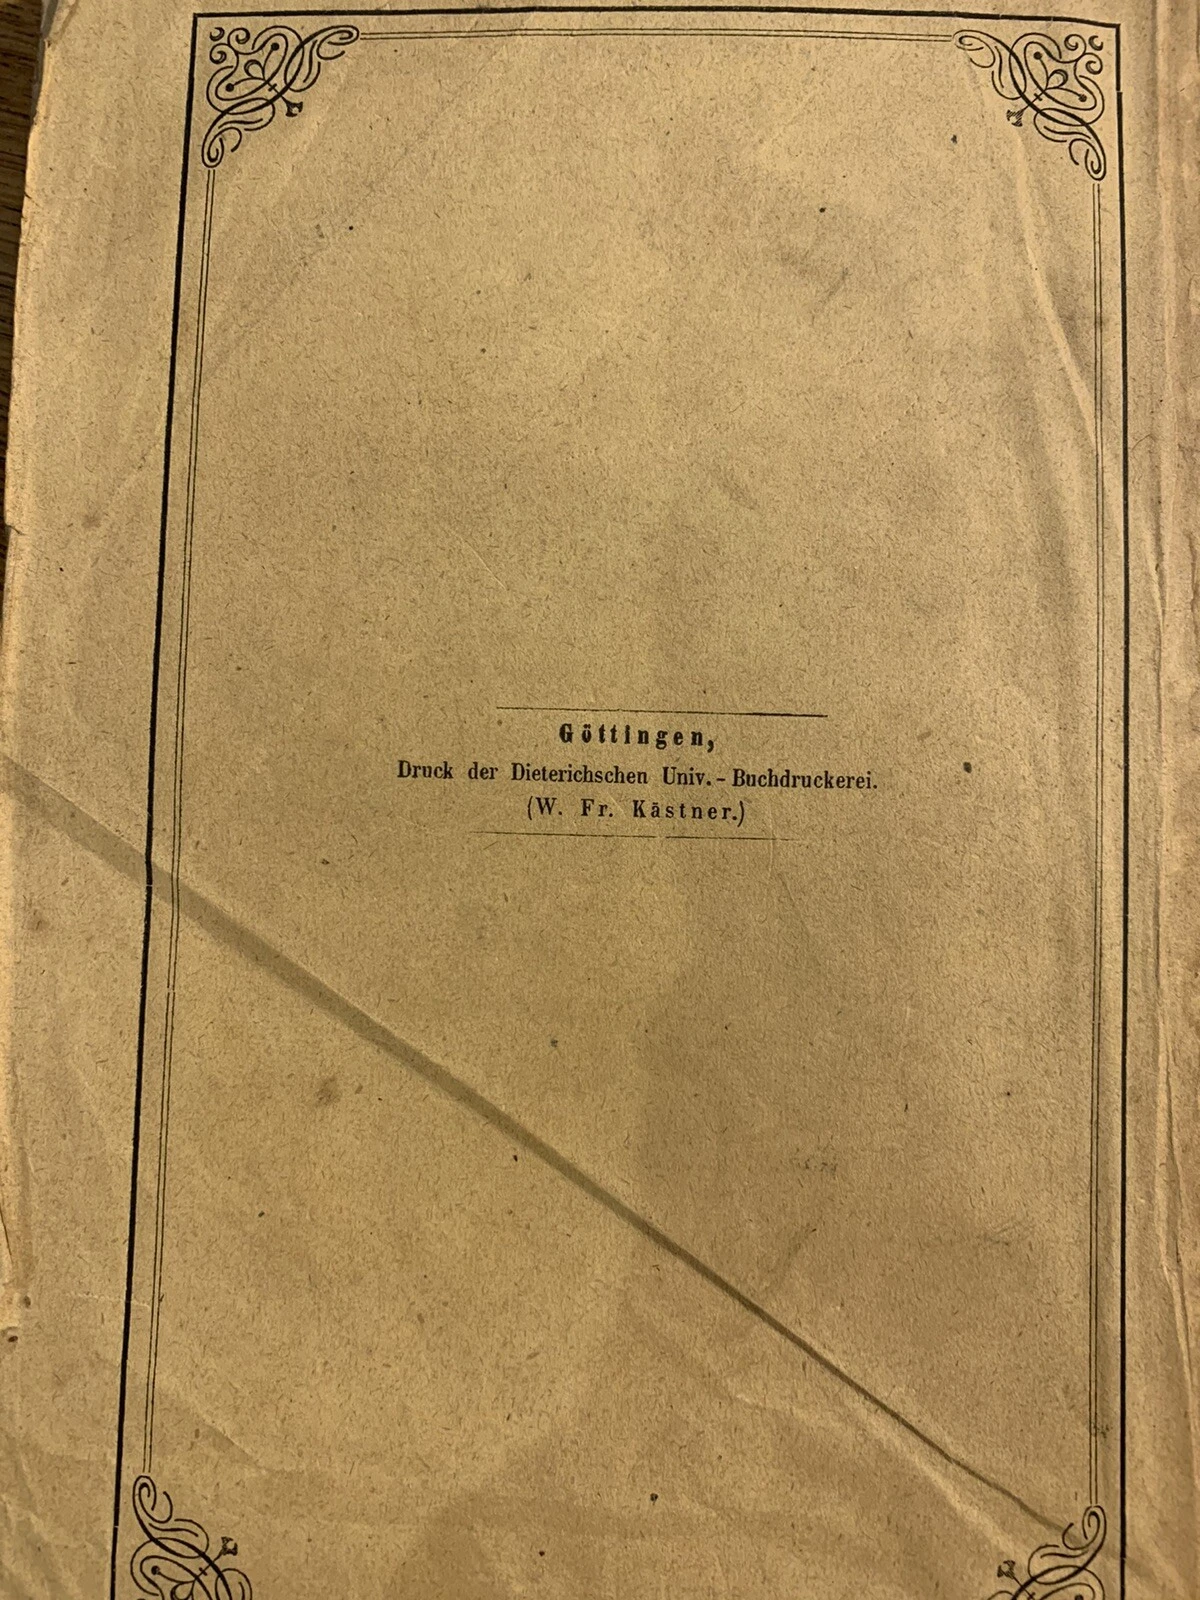 Göttingen,
Druck der Dieterichschen Univ.-Buchdruckerei.
(W. Fr. Kästner.)